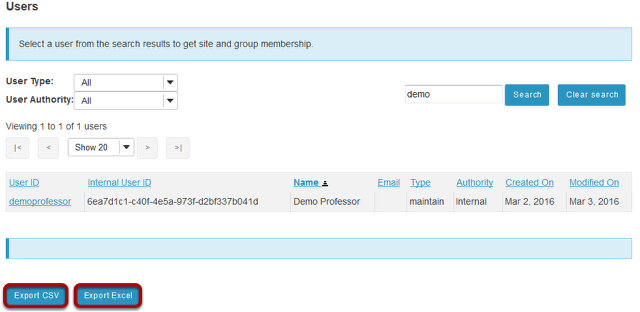 Users
Select a user from the search results to get site and group membership.
User Type: All
User Authority: All
demo Search Clear search
Viewing 1 to 1 of 1 users
|< < Show 20 > >|
User ID Internal User ID Name Email Type Authority Created On Modified On
demoprofessor 6ea7d1c1-c40f-4e5a-973f-d2bf337b041d Demo Professor maintain Internal Mar 2, 2016 Mar 3, 2016
Export CSV Export Excel